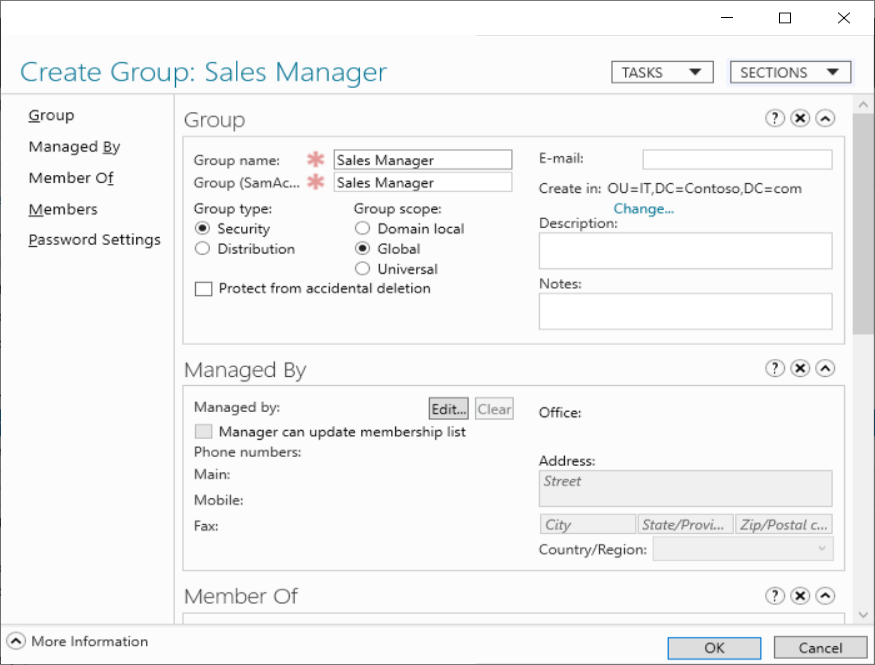 Create Group: Sales Manager
TASKS
SECTIONS
Group
Managed By
Member Of
Members
Password Settings
Group
Group name:
Sales Manager
Group (SamAc...
Sales Manager
Group type:
Security
Distribution
Group scope:
Domain local
Global
Universal
Protect from accidental deletion
E-mail:
Create in: OU=IT,DC=Contoso,DC=com
Change...
Description:
Notes:
Managed By
Managed by:
Edit...
Clear
Manager can update membership list
Phone numbers:
Main:
Mobile:
Fax:
Office:
Address:
Street
City
State/Provi...
Zip/Postal c...
Country/Region:
Member Of
More Information
OK
Cancel